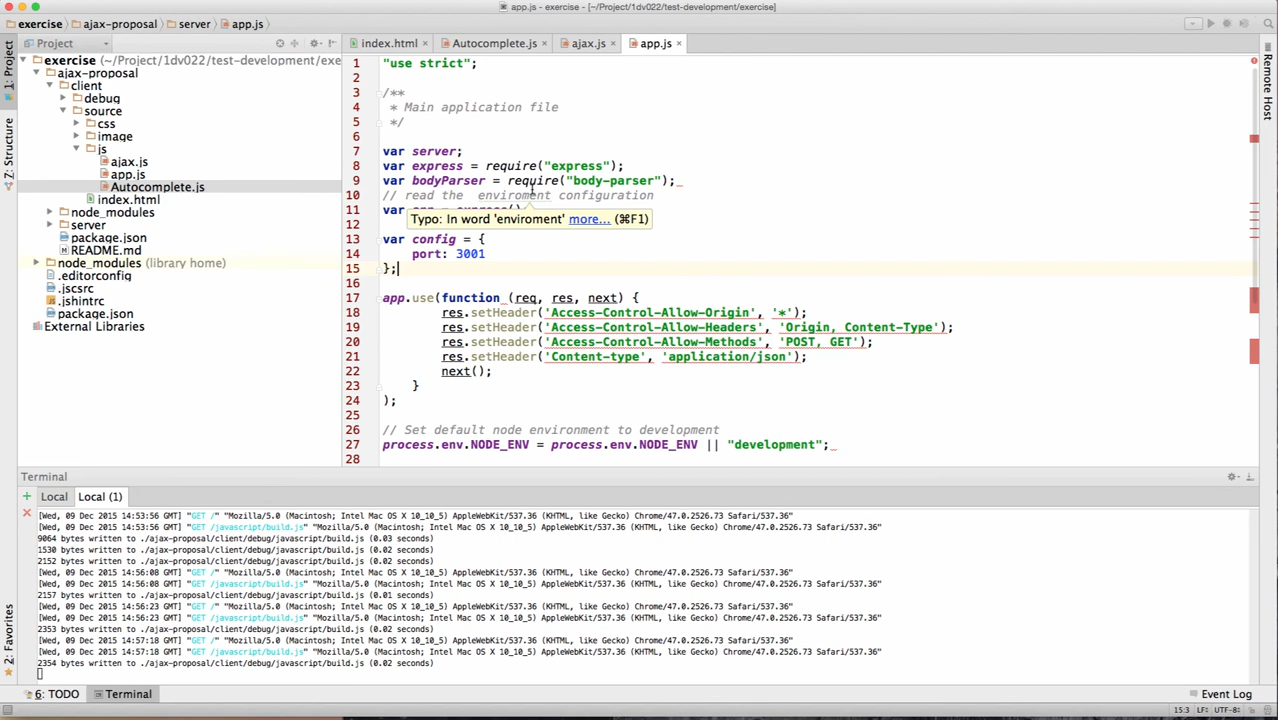 app.js - exercise - [~/Project/1dv022/test-development/exercise]
exercise ajax-proposal server app.js
Project
index.html Autocomplete.js ajax.js app.js
1: Project
Structure
2: Favorites
Remote Host
exercise (~/Project/1dv022/test-development/exe
ajax-proposal
client
debug
source
css
image
js
ajax.js
app.js
Autocomplete.js
index.html
node_modules
server
package.json
README.md
node_modules (library home)
.editorconfig
.jscsrc
.jshintrc
package.json
External Libraries
1 "use strict";
2
3 /**
4 * Main application file
5 */
6
7 var server;
8 var express = require("express");
9 var bodyParser = require("body-parser");
10 // read the enviroment configuration
11 var app = express()
Typo: In word 'enviroment' more... (⌘F1)
12
13 var config = {
14 port: 3001
15 };
16
17 app.use(function (req, res, next) {
18 res.setHeader('Access-Control-Allow-Origin', '*');
19 res.setHeader('Access-Control-Allow-Headers', 'Origin, Content-Type');
20 res.setHeader('Access-Control-Allow-Methods', 'POST, GET');
21 res.setHeader('Content-type', 'application/json');
22 next();
23 }
24 );
25
26 // Set default node environment to development
27 process.env.NODE_ENV = process.env.NODE_ENV || "development";
28
Terminal
Local Local (1)
[Wed, 09 Dec 2015 14:53:56 GMT] "GET /" "Mozilla/5.0 (Macintosh; Intel Mac OS X 10_10_5) AppleWebKit/537.36 (KHTML, like Gecko) Chrome/47.0.2526.73 Safari/537.36"
[Wed, 09 Dec 2015 14:53:56 GMT] "GET /javascript/build.js" "Mozilla/5.0 (Macintosh; Intel Mac OS X 10_10_5) AppleWebKit/537.36 (KHTML, like Gecko) Chrome/47.0.2526.73 Safari/537.36"
9064 bytes written to ./ajax-proposal/client/debug/javascript/build.js (0.03 seconds)
1530 bytes written to ./ajax-proposal/client/debug/javascript/build.js (0.02 seconds)
2152 bytes written to ./ajax-proposal/client/debug/javascript/build.js (0.02 seconds)
[Wed, 09 Dec 2015 14:56:08 GMT] "GET /" "Mozilla/5.0 (Macintosh; Intel Mac OS X 10_10_5) AppleWebKit/537.36 (KHTML, like Gecko) Chrome/47.0.2526.73 Safari/537.36"
[Wed, 09 Dec 2015 14:56:08 GMT] "GET /javascript/build.js" "Mozilla/5.0 (Macintosh; Intel Mac OS X 10_10_5) AppleWebKit/537.36 (KHTML, like Gecko) Chrome/47.0.2526.73 Safari/537.36"
2157 bytes written to ./ajax-proposal/client/debug/javascript/build.js (0.01 seconds)
[Wed, 09 Dec 2015 14:56:23 GMT] "GET /" "Mozilla/5.0 (Macintosh; Intel Mac OS X 10_10_5) AppleWebKit/537.36 (KHTML, like Gecko) Chrome/47.0.2526.73 Safari/537.36"
[Wed, 09 Dec 2015 14:56:23 GMT] "GET /javascript/build.js" "Mozilla/5.0 (Macintosh; Intel Mac OS X 10_10_5) AppleWebKit/537.36 (KHTML, like Gecko) Chrome/47.0.2526.73 Safari/537.36"
2353 bytes written to ./ajax-proposal/client/debug/javascript/build.js (0.02 seconds)
[Wed, 09 Dec 2015 14:57:18 GMT] "GET /" "Mozilla/5.0 (Macintosh; Intel Mac OS X 10_10_5) AppleWebKit/537.36 (KHTML, like Gecko) Chrome/47.0.2526.73 Safari/537.36"
[Wed, 09 Dec 2015 14:57:18 GMT] "GET /javascript/build.js" "Mozilla/5.0 (Macintosh; Intel Mac OS X 10_10_5) AppleWebKit/537.36 (KHTML, like Gecko) Chrome/47.0.2526.73 Safari/537.36"
2354 bytes written to ./ajax-proposal/client/debug/javascript/build.js (0.02 seconds)
6: TODO Terminal Event Log
15:3 LF: UTF-8: